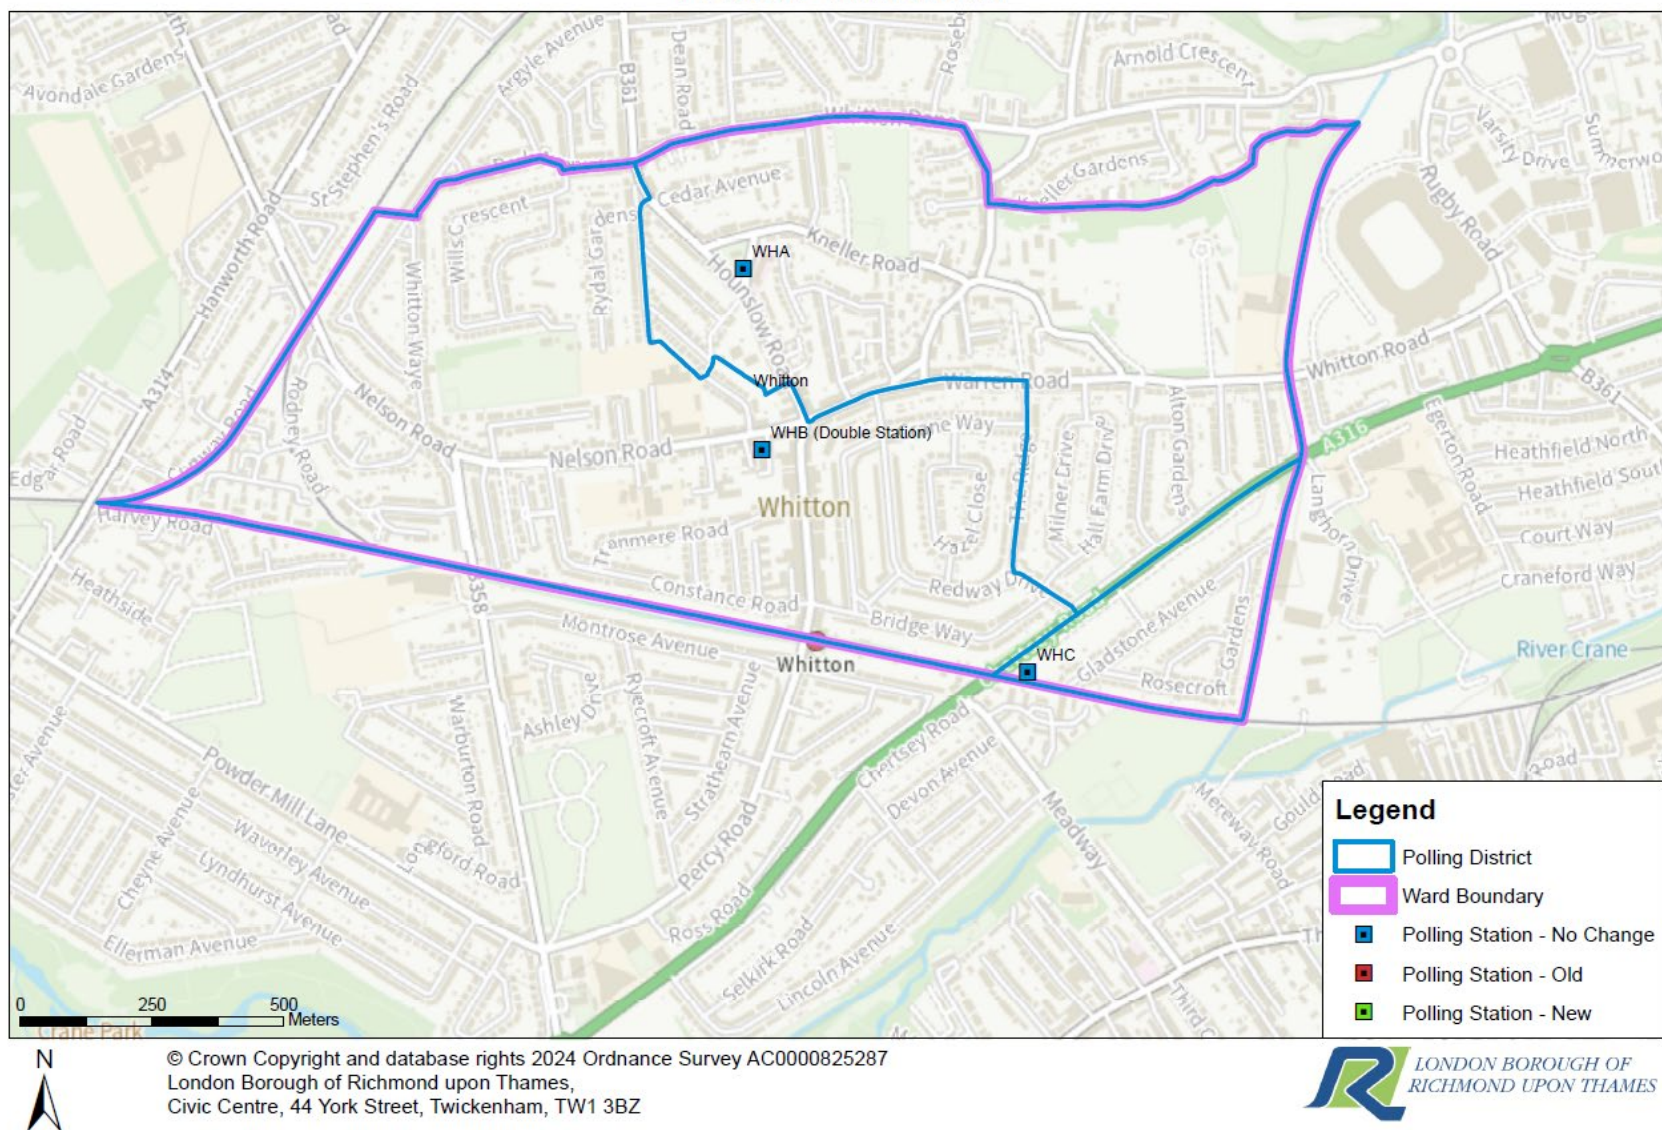 Avondale Gardens
Argyle Avenue
B361
Dean Road
Arnold Crescent
St Stephen's Road
Hanworth Road
Cedar Avenue
Kneller Gardens
Varsity Drive
Rugby Road
Wills Crescent
Rydal Gardens
Whitton Waye
WHA
Kneller Road
Hounslow Road
A314
Whitton Road
B361
Nelson Road
Rodney Road
Whitton
Warren Road
Alton Gardens
A316
Egerton Road
Heathfield North
Heathfield South
WHB (Double Station)
Nelson Road
Edgar Road
Milner Drive
Hall Farm Drive
Hazel Close
Whitton
Langhorn Drive
Court Way
Craneford Way
Harvey Road
Heathside
Constance Road
Redway Drive
Bridge Way
Montrose Avenue
Gladstone Avenue
Whitton
WHC
Rosecroft
Gardens
River Crane
Ashley Drive
Ryecroft Avenue
Strathearn Avenue
Warburton Road
Chertsey Road
Devon Avenue
Meadway
Mereway Road
Powder Mill Lane
Percy Road
Cheyne Avenue
Waverley Avenue
Lyndhurst Avenue
Longford Road
Ellerman Avenue
Ross Road
Selkirk Road
Lincoln Avenue
Crane Park
0 250 500
Meters
Legend
Polling District
Ward Boundary
Polling Station - No Change
Polling Station - Old
Polling Station - New
N
© Crown Copyright and database rights 2024 Ordnance Survey AC0000825287
London Borough of Richmond upon Thames,
Civic Centre, 44 York Street, Twickenham, TW1 3BZ
LONDON BOROUGH OF
RICHMOND UPON THAMES